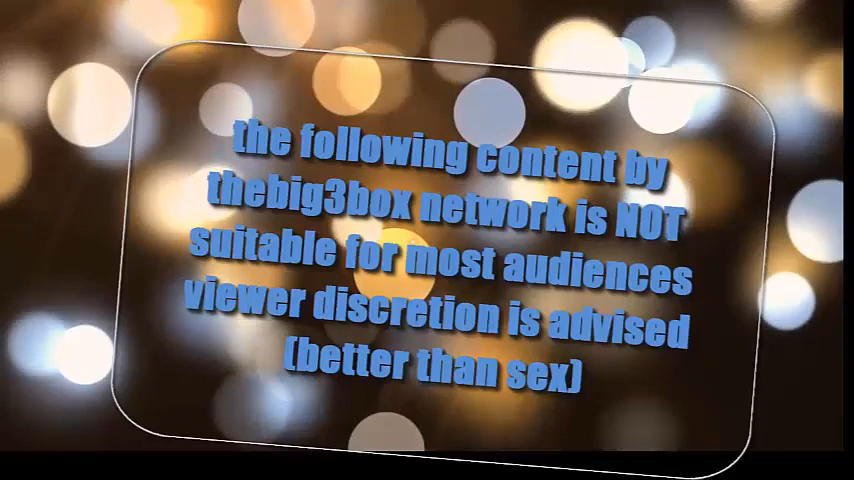 the following content by
thebig3box network is NOT
suitable for most audiences
viewer discretion is advised
(better than sex)